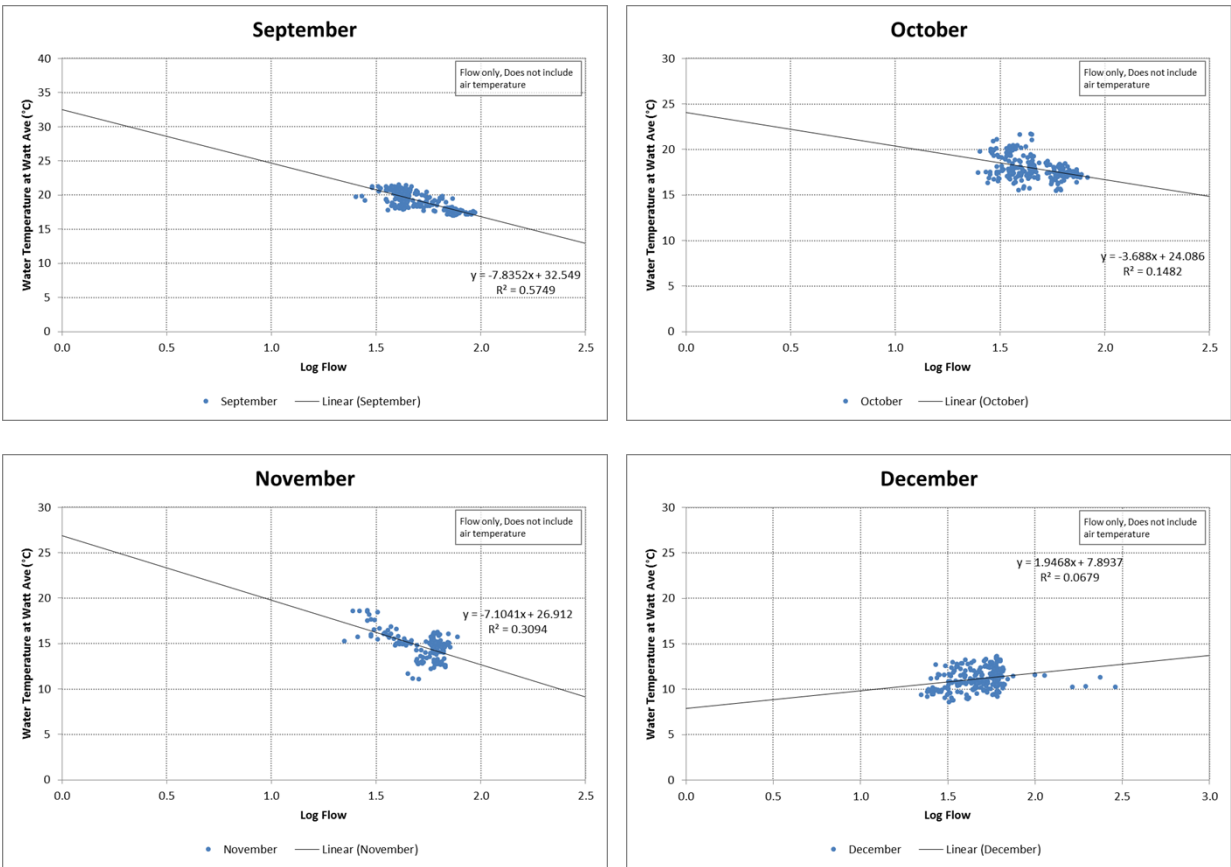 September
Flow only, Does not include
air temperature
Water Temperature at Watt Ave (°C)
40
35
30
25
20
15
10
5
0
y = -7.8352x + 32.549
R² = 0.5749
0.0 0.5 1.0 1.5 2.0 2.5
Log Flow
September Linear (September)
October
Flow only, Does not include
air temperature
Water Temperature at Watt Ave (°C)
30
25
20
15
10
5
0
y = -3.688x + 24.086
R² = 0.1482
0.0 0.5 1.0 1.5 2.0 2.5
Log Flow
October Linear (October)
November
Flow only, Does not include
air temperature
Water Temperature at Watt Ave (°C)
30
25
20
15
10
5
0
y = -7.1041x + 26.912
R² = 0.3094
0.0 0.5 1.0 1.5 2.0 2.5
Log Flow
November Linear (November)
December
Flow only, Does not include
air temperature
Water Temperature at Watt Ave (°C)
30
25
20
15
10
5
0
y = 1.9468x + 7.8937
R² = 0.0679
0.0 0.5 1.0 1.5 2.0 2.5 3.0
Log Flow
December Linear (December)